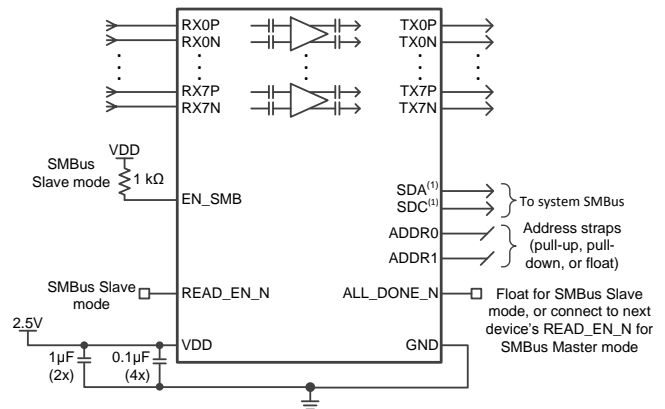 RX0P
RX0N
RX7P
RX7N
TX0P
TX0N
TX7P
TX7N
VDD
SMBus
Slave mode
1 kΩ
EN_SMB
SDA(1)
SDC(1)
To system SMBus
ADDR0
ADDR1
Address straps
(pull-up, pull-
down, or float)
SMBus Slave
mode
READ_EN_N
ALL_DONE_N
Float for SMBus Slave
mode, or connect to next
device's READ_EN_N for
SMBus Master mode
2.5V
VDD
GND
1µF
(2x)
0.1µF
(4x)